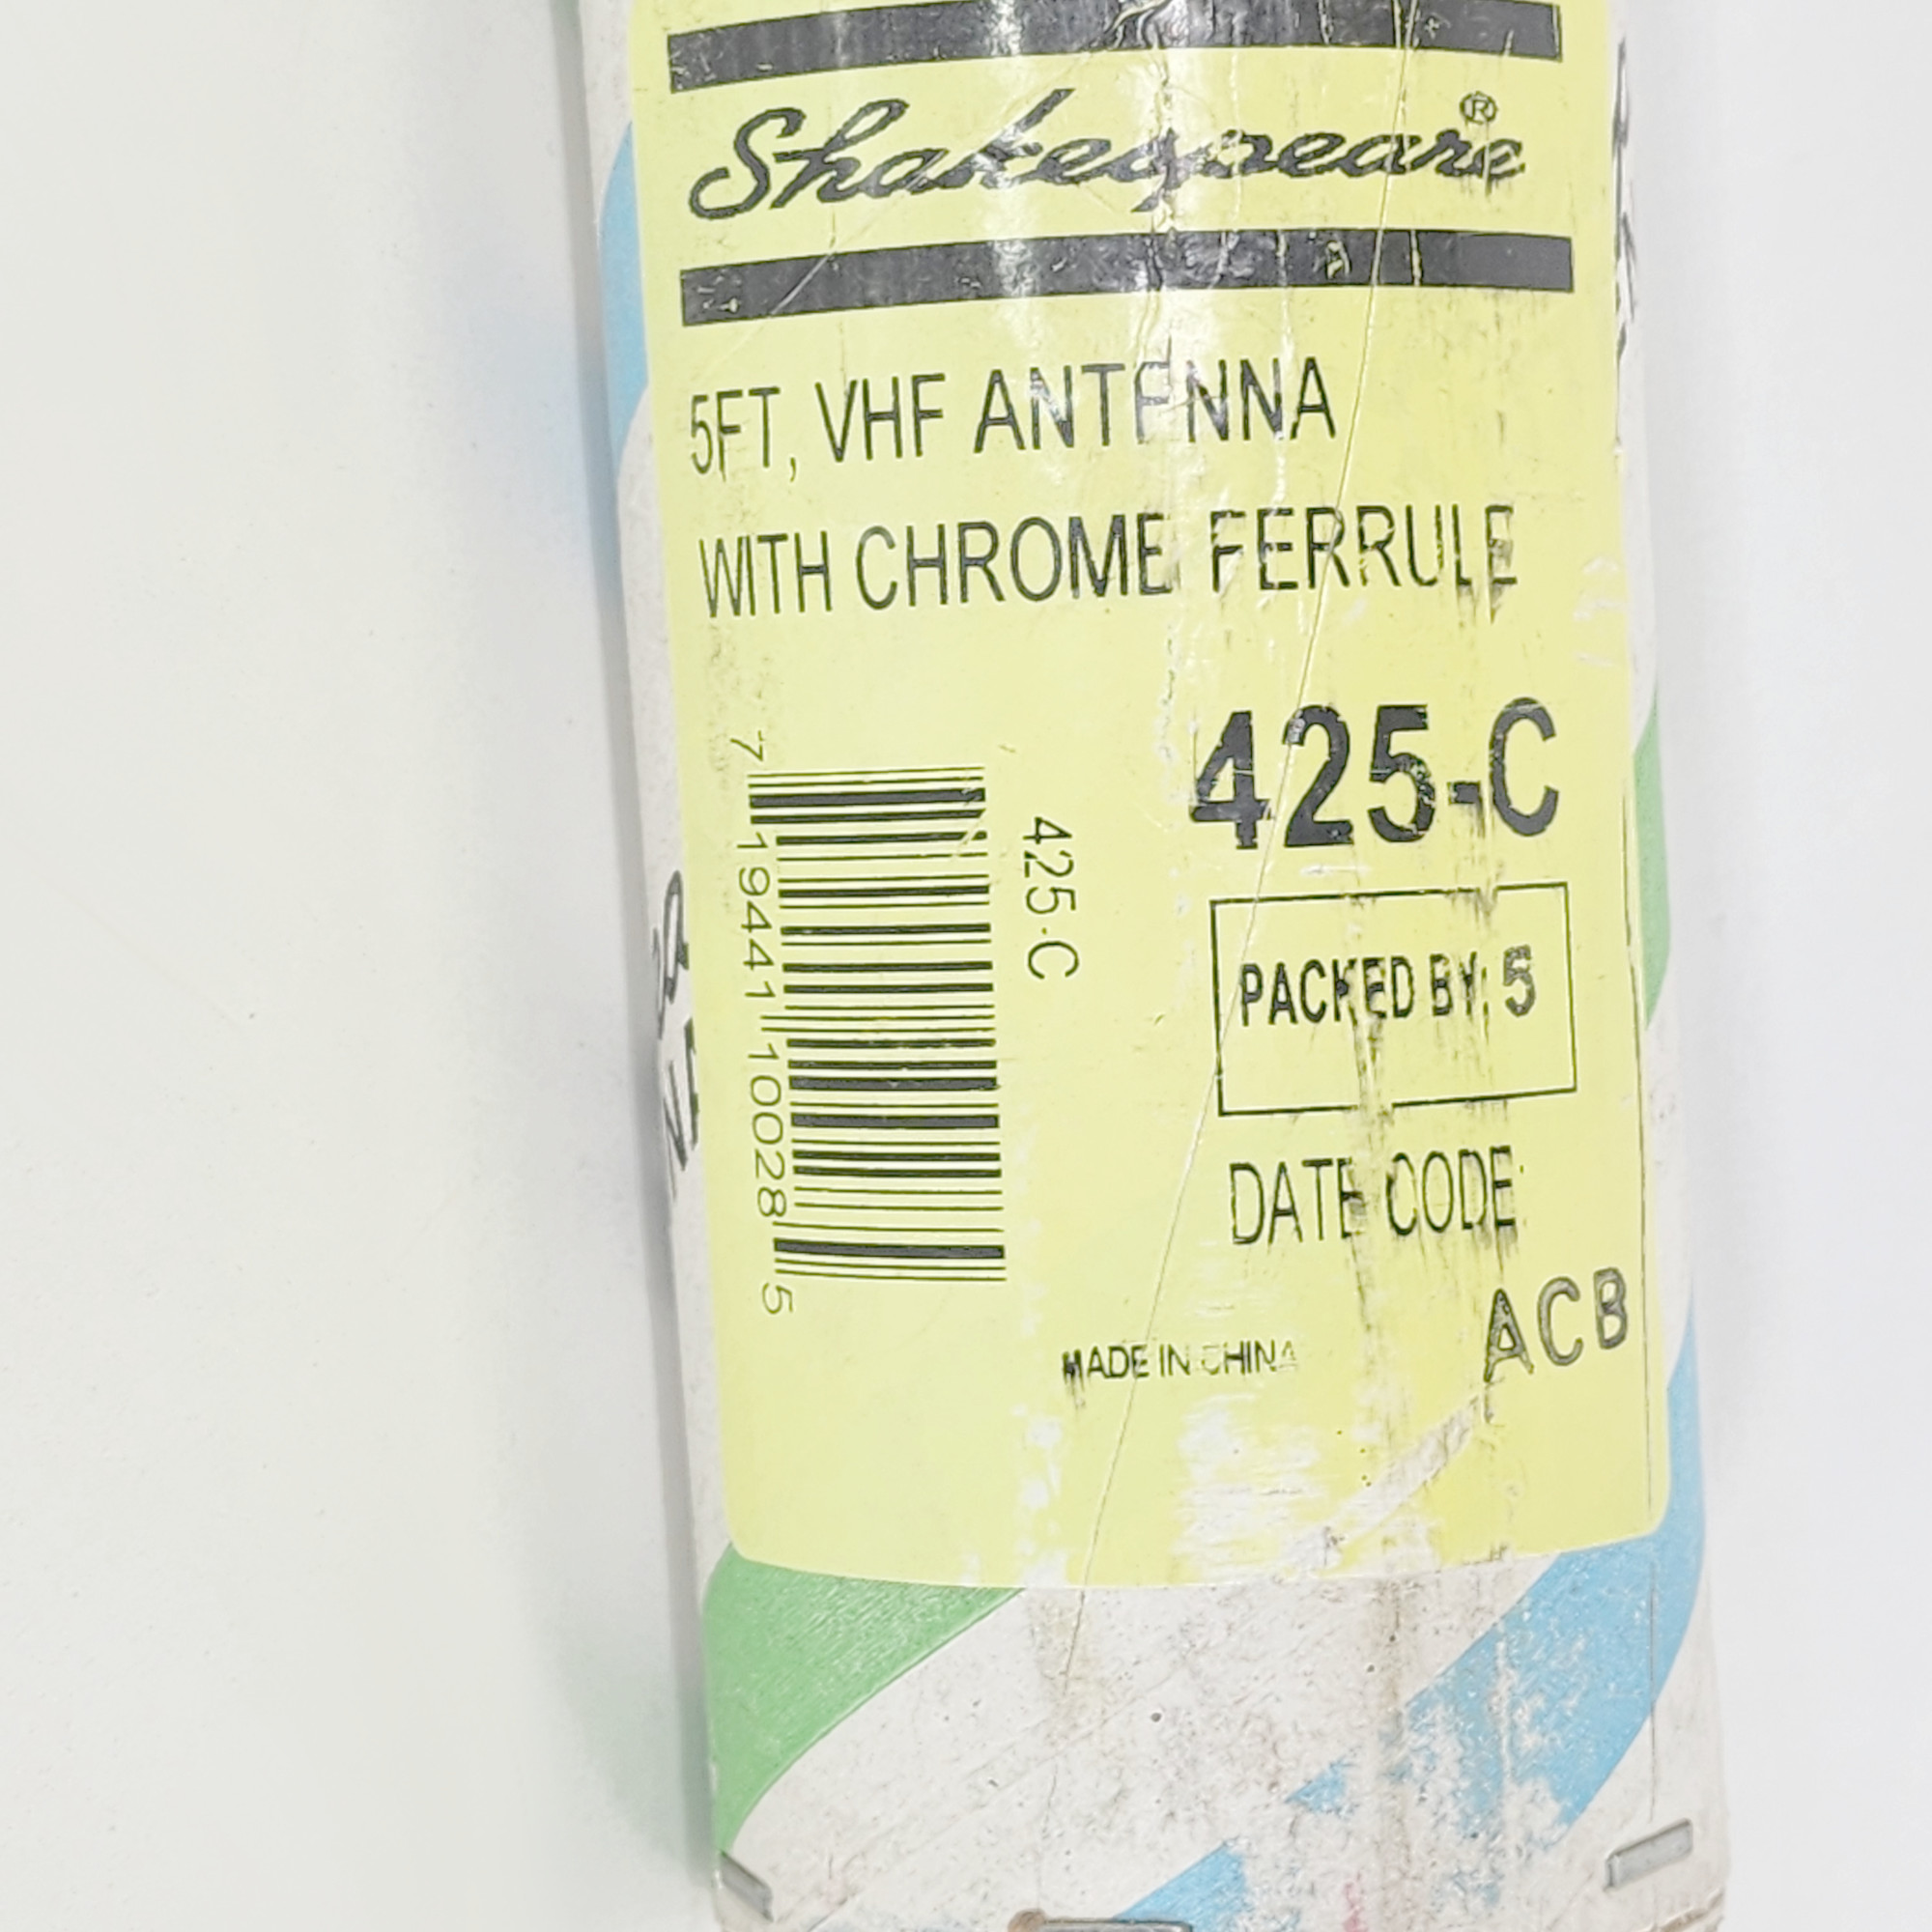 Shakespeare®
5FT, VHF ANTENNA
WITH CHROME FERRULE
425-C
425-C
7 19441 10028 5
PACKED BY: 5
DATE CODE:
ACB
MADE IN CHINA